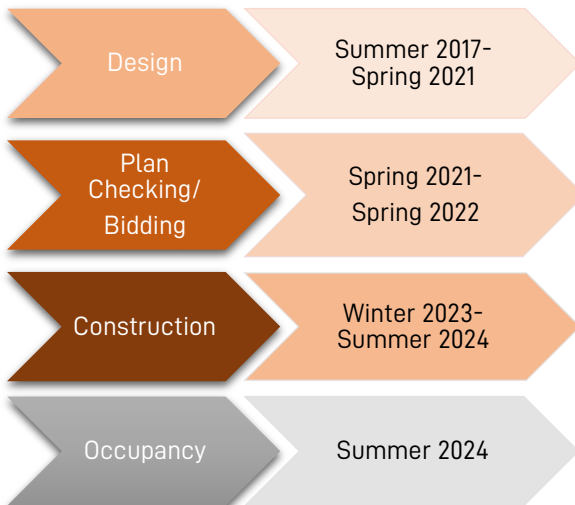 Design
Summer 2017-
Spring 2021
Plan
Checking/
Bidding
Spring 2021-
Spring 2022
Construction
Winter 2023-
Summer 2024
Occupancy
Summer 2024